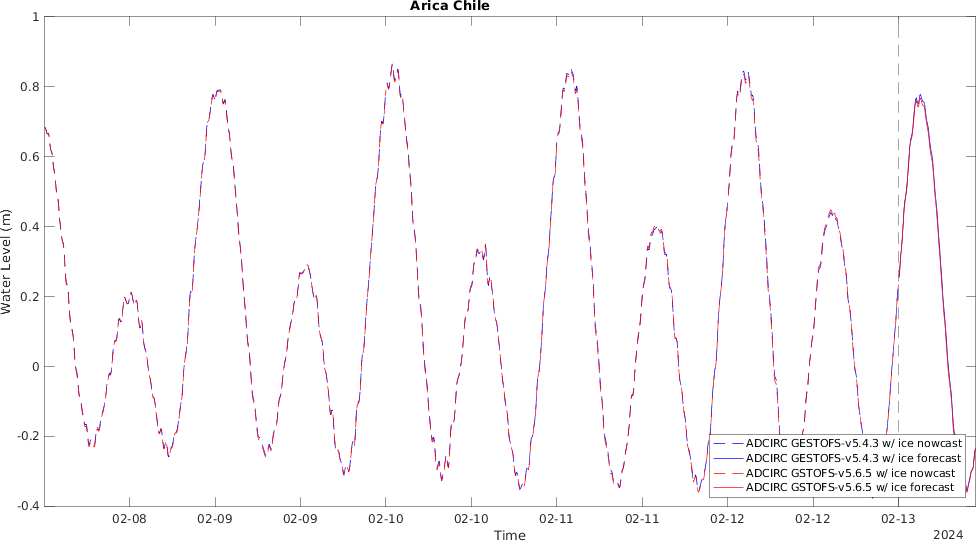 Arica Chile
Water Level (m)
1
0.8
0.6
0.4
0.2
0
-0.2
-0.4
ADCIRC GESTOFS-v5.4.3 w/ ice nowcast
ADCIRC GESTOFS-v5.4.3 w/ ice forecast
ADCIRC GSTOFS-v5.6.5 w/ ice nowcast
ADCIRC GSTOFS-v5.6.5 w/ ice forecast
02-08 02-09 02-09 02-10 02-10 02-11 02-11 02-12 02-12 02-13
Time
2024